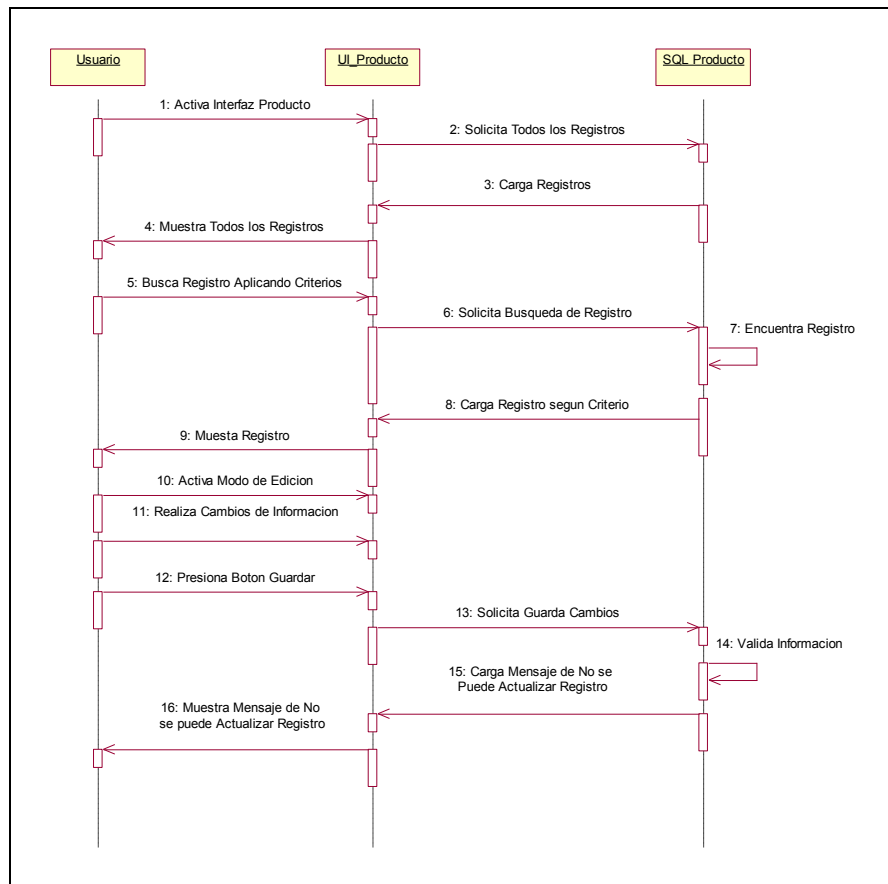 Usuario
UI_Producto
SQL Producto
1: Activa Interfaz Producto
2: Solicita Todos los Registros
3: Carga Registros
4: Muestra Todos los Registros
5: Busca Registro Aplicando Criterios
6: Solicita Busqueda de Registro
7: Encuentra Registro
8: Carga Registro segun Criterio
9: Muesta Registro
10: Activa Modo de Edicion
11: Realiza Cambios de Informacion
12: Presiona Boton Guardar
13: Solicita Guarda Cambios
14: Valida Informacion
15: Carga Mensaje de No se
Puede Actualizar Registro
16: Muestra Mensaje de No
se puede Actualizar Registro